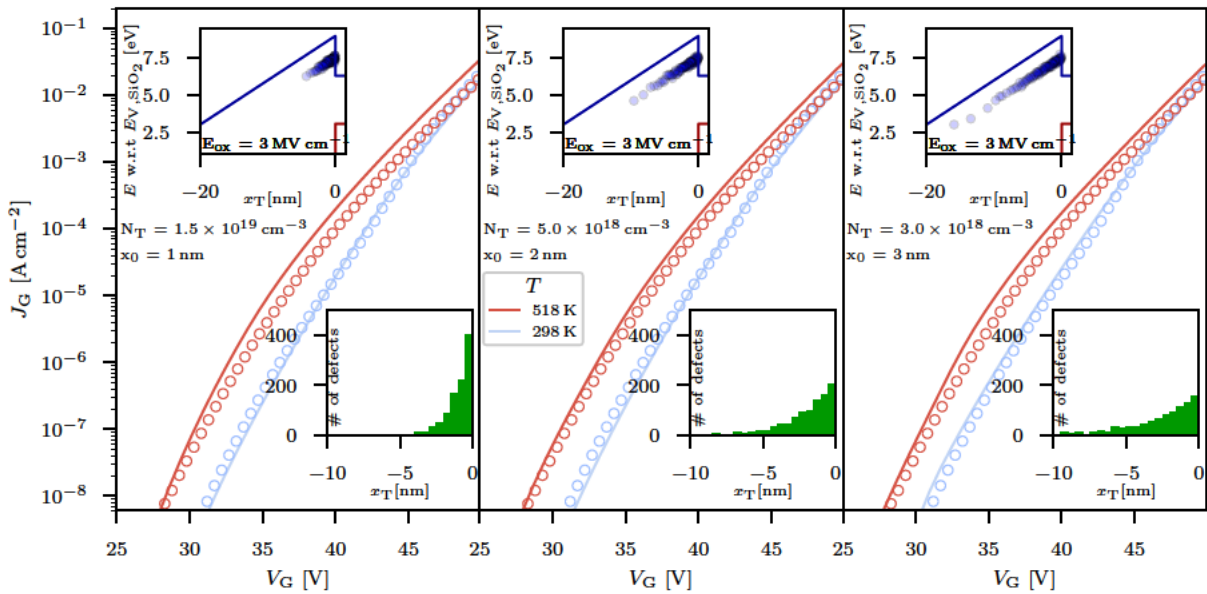 J_G [A cm⁻²]
10⁻¹
10⁻²
10⁻³
10⁻⁴
10⁻⁵
10⁻⁶
10⁻⁷
10⁻⁸
E w.r.t E_V,SiO₂ [eV]
7.5
5.0
2.5
E_ox = 3 MV cm⁻¹
−20 0
x_T[nm]
N_T = 1.5 × 10¹⁹ cm⁻³
x₀ = 1 nm
# of defects
400
200
0
−10 −5 0
x_T[nm]
25 30 35 40 45
V_G [V]
E w.r.t E_V,SiO₂ [eV]
7.5
5.0
2.5
E_ox = 3 MV cm⁻¹
−20 0
x_T[nm]
N_T = 5.0 × 10¹⁸ cm⁻³
x₀ = 2 nm
T
518 K
298 K
# of defects
400
200
0
−10 −5 0
x_T[nm]
25 30 35 40 45
V_G [V]
E w.r.t E_V,SiO₂ [eV]
7.5
5.0
2.5
E_ox = 3 MV cm⁻¹
−20 0
x_T[nm]
N_T = 3.0 × 10¹⁸ cm⁻³
x₀ = 3 nm
# of defects
400
200
0
−10 −5 0
x_T[nm]
25 30 35 40 45
V_G [V]